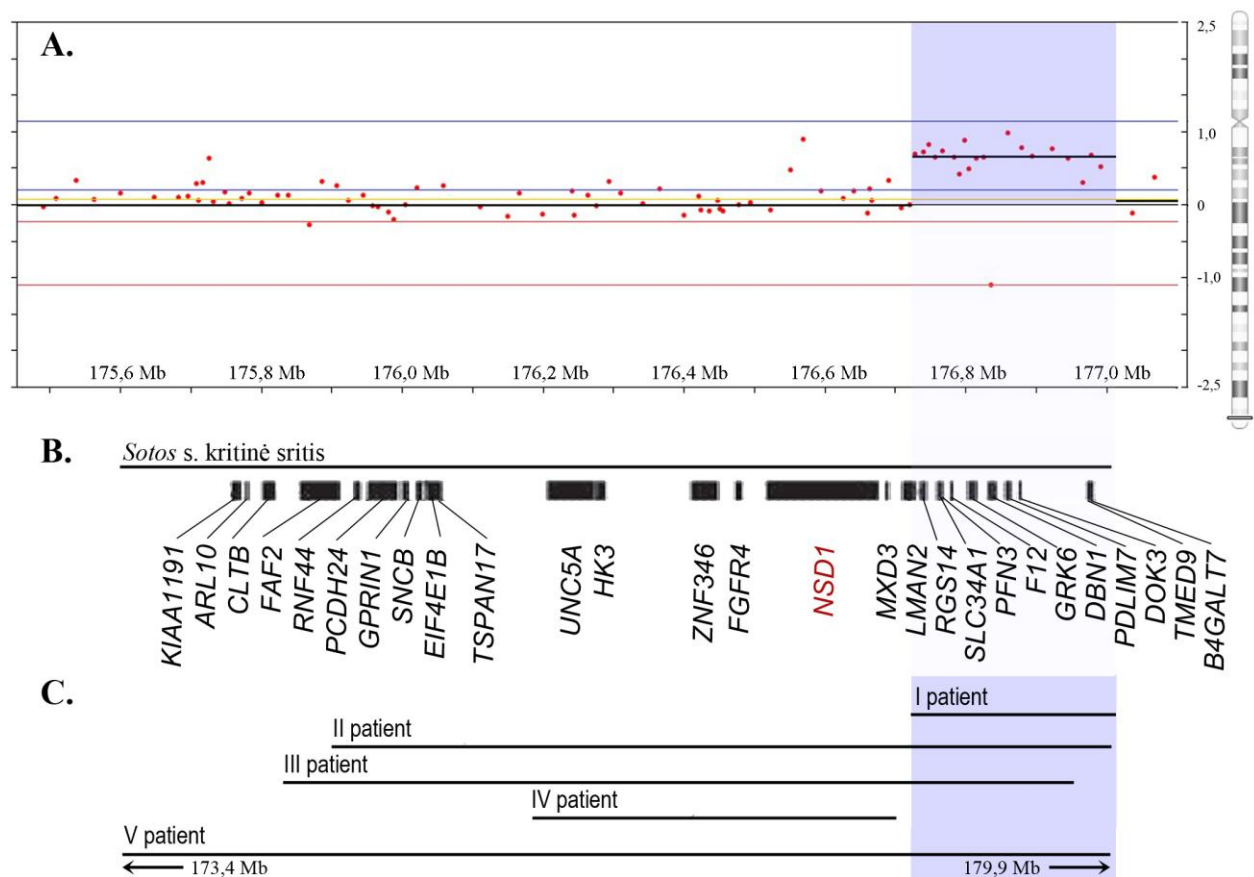 A.
2,5
1,0
0
-1,0
-2,5
175,6 Mb 175,8 Mb 176,0 Mb 176,2 Mb 176,4 Mb 176,6 Mb 176,8 Mb 177,0 Mb
B.
Sotos s. kritinė sritis
KIAA1191
ARL10
CLTB
FAF2
RNF44
PCDH24
GPRIN1
SNCB
EIF4E1B
TSPAN17
UNC5A
HK3
ZNF346
FGFR4
NSD1
MXD3
LMAN2
RGS14
SLC34A1
PFN3
F12
GRK6
DBN1
PDLIM7
DOK3
TMED9
B4GALT7
C.
I patient
II patient
III patient
IV patient
V patient
173,4 Mb 179,9 Mb